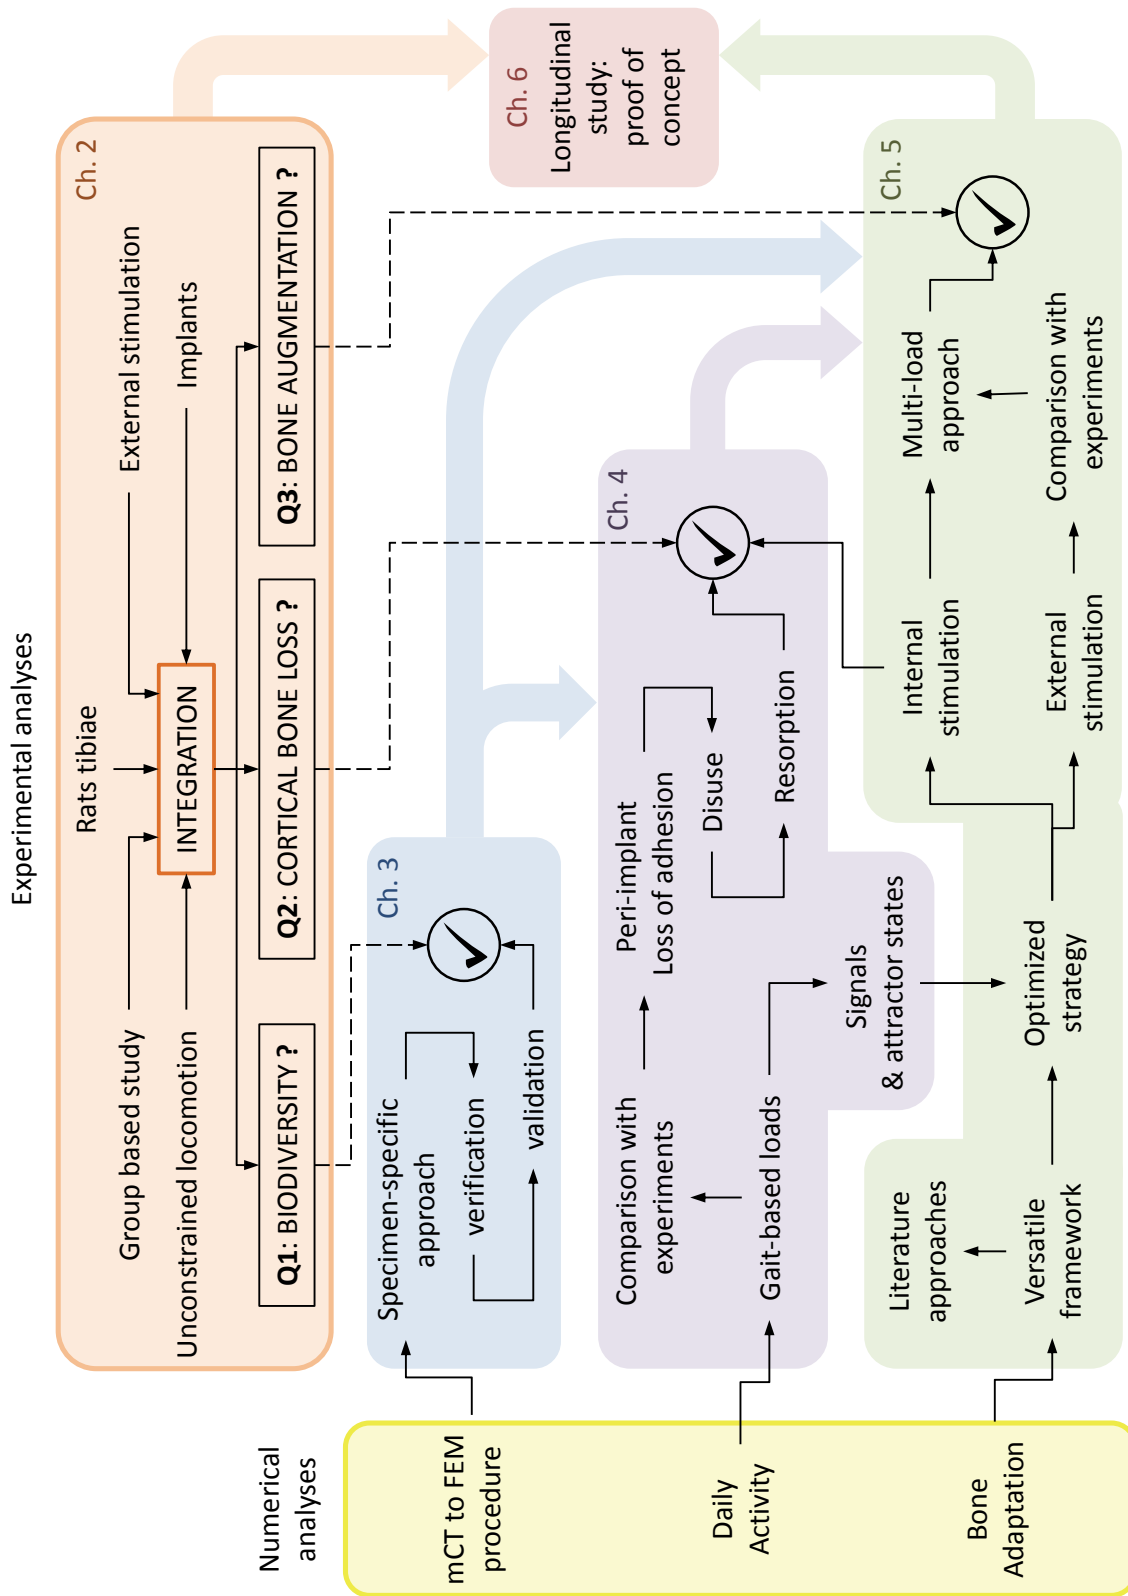 Experimental analyses
Rats tibiae
Group based study
External stimulation
Ch. 2
Unconstrained locomotion
INTEGRATION
Implants
Q1: BIODIVERSITY ?
Q2: CORTICAL BONE LOSS ?
Q3: BONE AUGMENTATION ?
Numerical
analyses
mCT to FEM
procedure
Daily
Activity
Bone
Adaptation
Ch. 3
Specimen-specific
approach
verification
validation
Ch. 4
Comparison with
experiments
Gait-based loads
Peri-implant
Loss of adhesion
Disuse
Resorption
Signals
& attractor states
Ch. 5
Literature
approaches
Versatile
framework
Optimized
strategy
Internal
stimulation
External
stimulation
Multi-load
approach
Comparison with
experiments
Ch. 6
Longitudinal
study:
proof of
concept